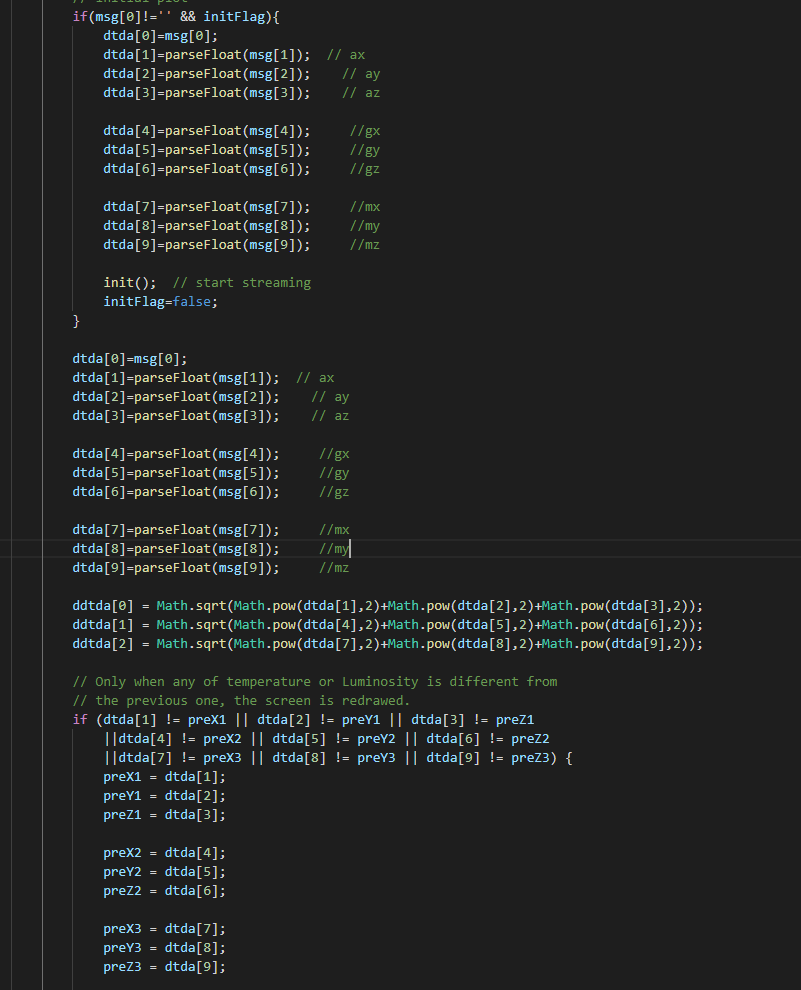 // initial plot
if(msg[0]!='' && initFlag){
dtda[0]=msg[0];
dtda[1]=parseFloat(msg[1]);  // ax
dtda[2]=parseFloat(msg[2]);    // ay
dtda[3]=parseFloat(msg[3]);    // az
dtda[4]=parseFloat(msg[4]);     //gx
dtda[5]=parseFloat(msg[5]);     //gy
dtda[6]=parseFloat(msg[6]);     //gz
dtda[7]=parseFloat(msg[7]);     //mx
dtda[8]=parseFloat(msg[8]);     //my
dtda[9]=parseFloat(msg[9]);     //mz
init();  // start streaming
initFlag=false;
}
dtda[0]=msg[0];
dtda[1]=parseFloat(msg[1]);  // ax
dtda[2]=parseFloat(msg[2]);    // ay
dtda[3]=parseFloat(msg[3]);    // az
dtda[4]=parseFloat(msg[4]);     //gx
dtda[5]=parseFloat(msg[5]);     //gy
dtda[6]=parseFloat(msg[6]);     //gz
dtda[7]=parseFloat(msg[7]);     //mx
dtda[8]=parseFloat(msg[8]);     //my
dtda[9]=parseFloat(msg[9]);     //mz
ddtda[0] = Math.sqrt(Math.pow(dtda[1],2)+Math.pow(dtda[2],2)+Math.pow(dtda[3],2));
ddtda[1] = Math.sqrt(Math.pow(dtda[4],2)+Math.pow(dtda[5],2)+Math.pow(dtda[6],2));
ddtda[2] = Math.sqrt(Math.pow(dtda[7],2)+Math.pow(dtda[8],2)+Math.pow(dtda[9],2));
// Only when any of temperature or Luminosity is different from
// the previous one, the screen is redrawed.
if (dtda[1] != preX1 || dtda[2] != preY1 || dtda[3] != preZ1
||dtda[4] != preX2 || dtda[5] != preY2 || dtda[6] != preZ2
||dtda[7] != preX3 || dtda[8] != preY3 || dtda[9] != preZ3) {
preX1 = dtda[1];
preY1 = dtda[2];
preZ1 = dtda[3];
preX2 = dtda[4];
preY2 = dtda[5];
preZ2 = dtda[6];
preX3 = dtda[7];
preY3 = dtda[8];
preZ3 = dtda[9];